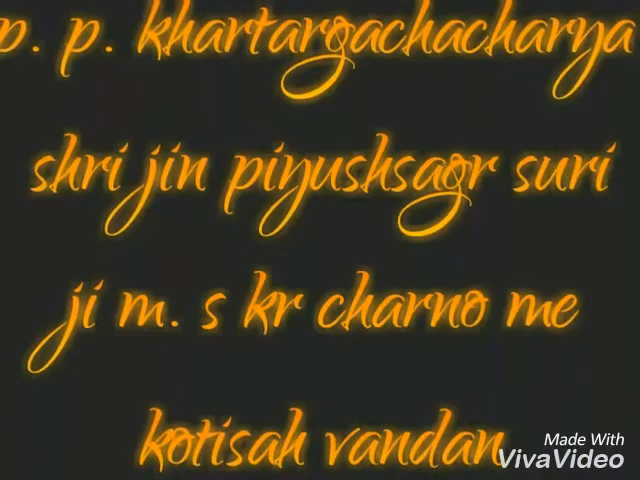 p. p. khartargachacharya
shri jin piyushsagr suri
ji m. s kr charno me
kotisah vandan
Made With
VivaVideo